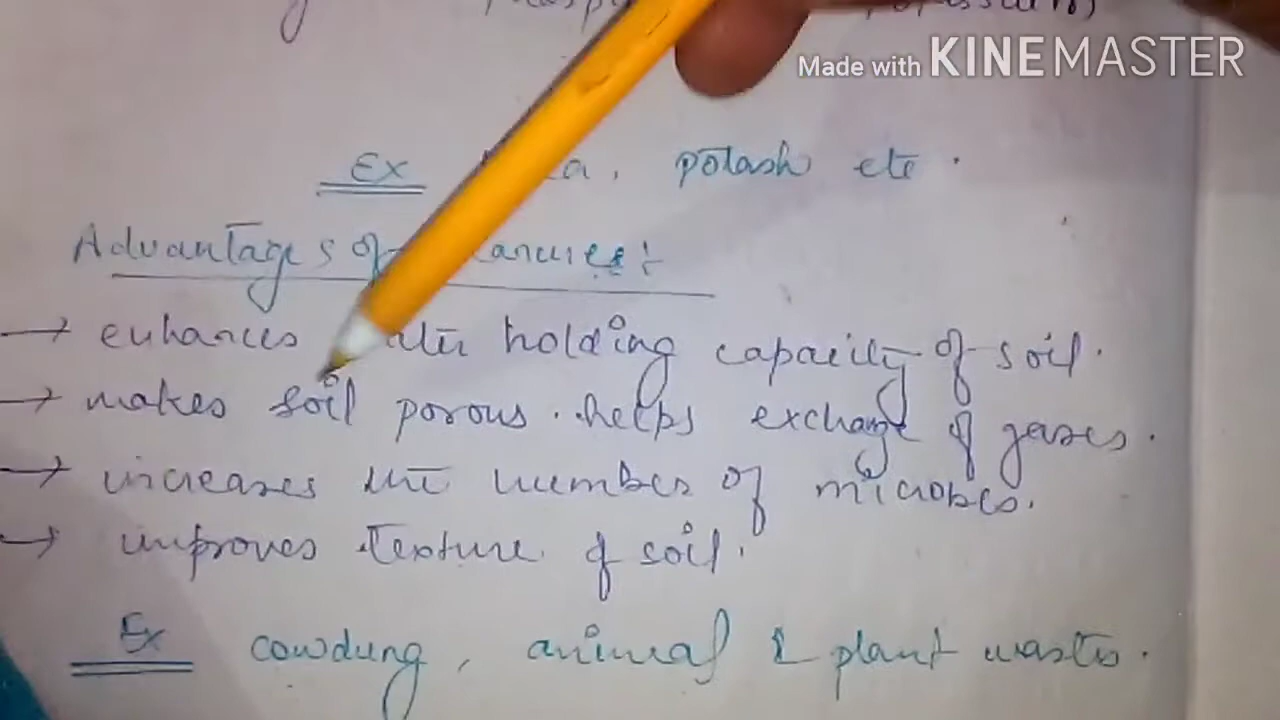 Made with KINEMASTER
Ex , potash etc.
Advantages of
→ enhances holding capacity of soil.
→ makes soil porous. helps exchange of gases.
→ increases the number of microbes.
→ improves texture of soil.
Ex cowdung, animal & plant wastes.